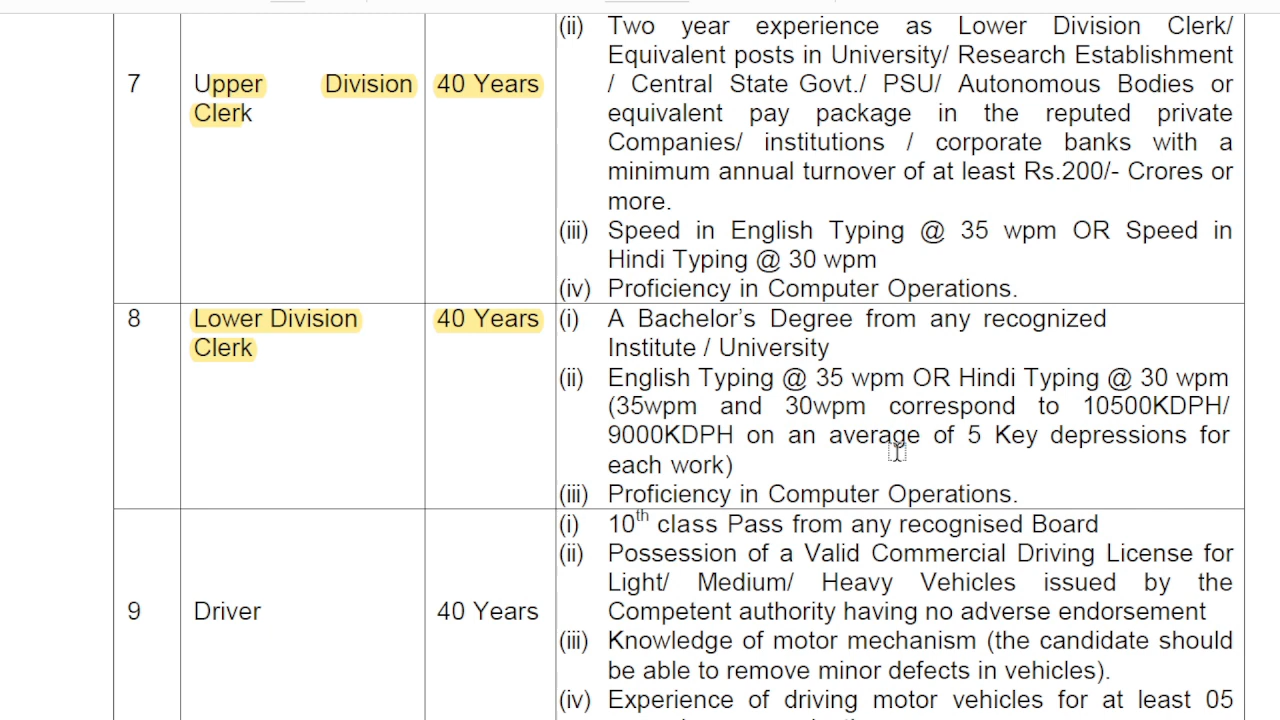 (ii) Two year experience as Lower Division Clerk/
Equivalent posts in University/ Research Establishment
7 Upper Division 40 Years / Central State Govt./ PSU/ Autonomous Bodies or
Clerk equivalent pay package in the reputed private
Companies/ institutions / corporate banks with a
minimum annual turnover of at least Rs.200/- Crores or
more.
(iii) Speed in English Typing @ 35 wpm OR Speed in
Hindi Typing @ 30 wpm
(iv) Proficiency in Computer Operations.
8 Lower Division 40 Years (i) A Bachelor’s Degree from any recognized
Clerk Institute / University
(ii) English Typing @ 35 wpm OR Hindi Typing @ 30 wpm
(35wpm and 30wpm correspond to 10500KDPH/
9000KDPH on an average of 5 Key depressions for
each work)
(iii) Proficiency in Computer Operations.
(i) 10th class Pass from any recognised Board
(ii) Possession of a Valid Commercial Driving License for
Light/ Medium/ Heavy Vehicles issued by the
9 Driver 40 Years Competent authority having no adverse endorsement
(iii) Knowledge of motor mechanism (the candidate should
be able to remove minor defects in vehicles).
(iv) Experience of driving motor vehicles for at least 05